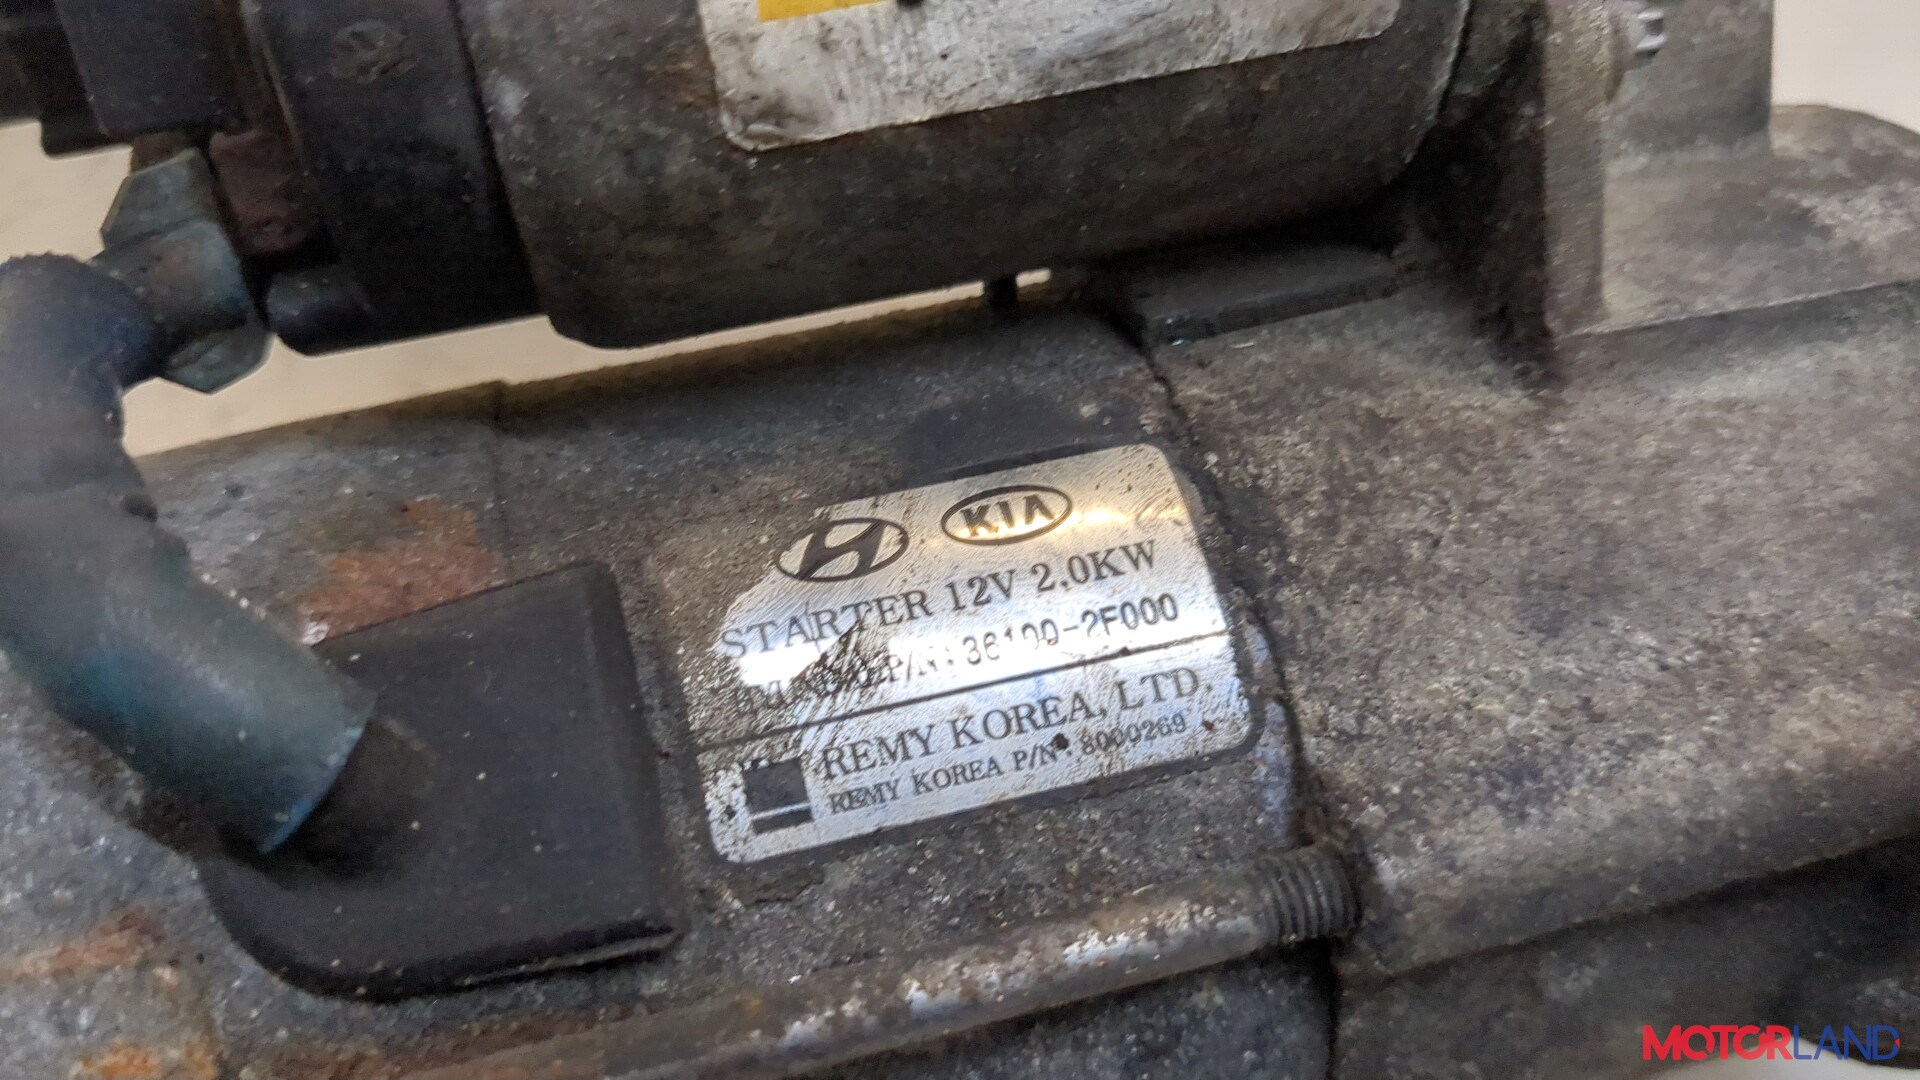 KIA
STARTER 12V 2.0KW
P/N: 36100-2F000
REMY KOREA, LTD.
REMY KOREA P/N: 8000269
MOTORLAND